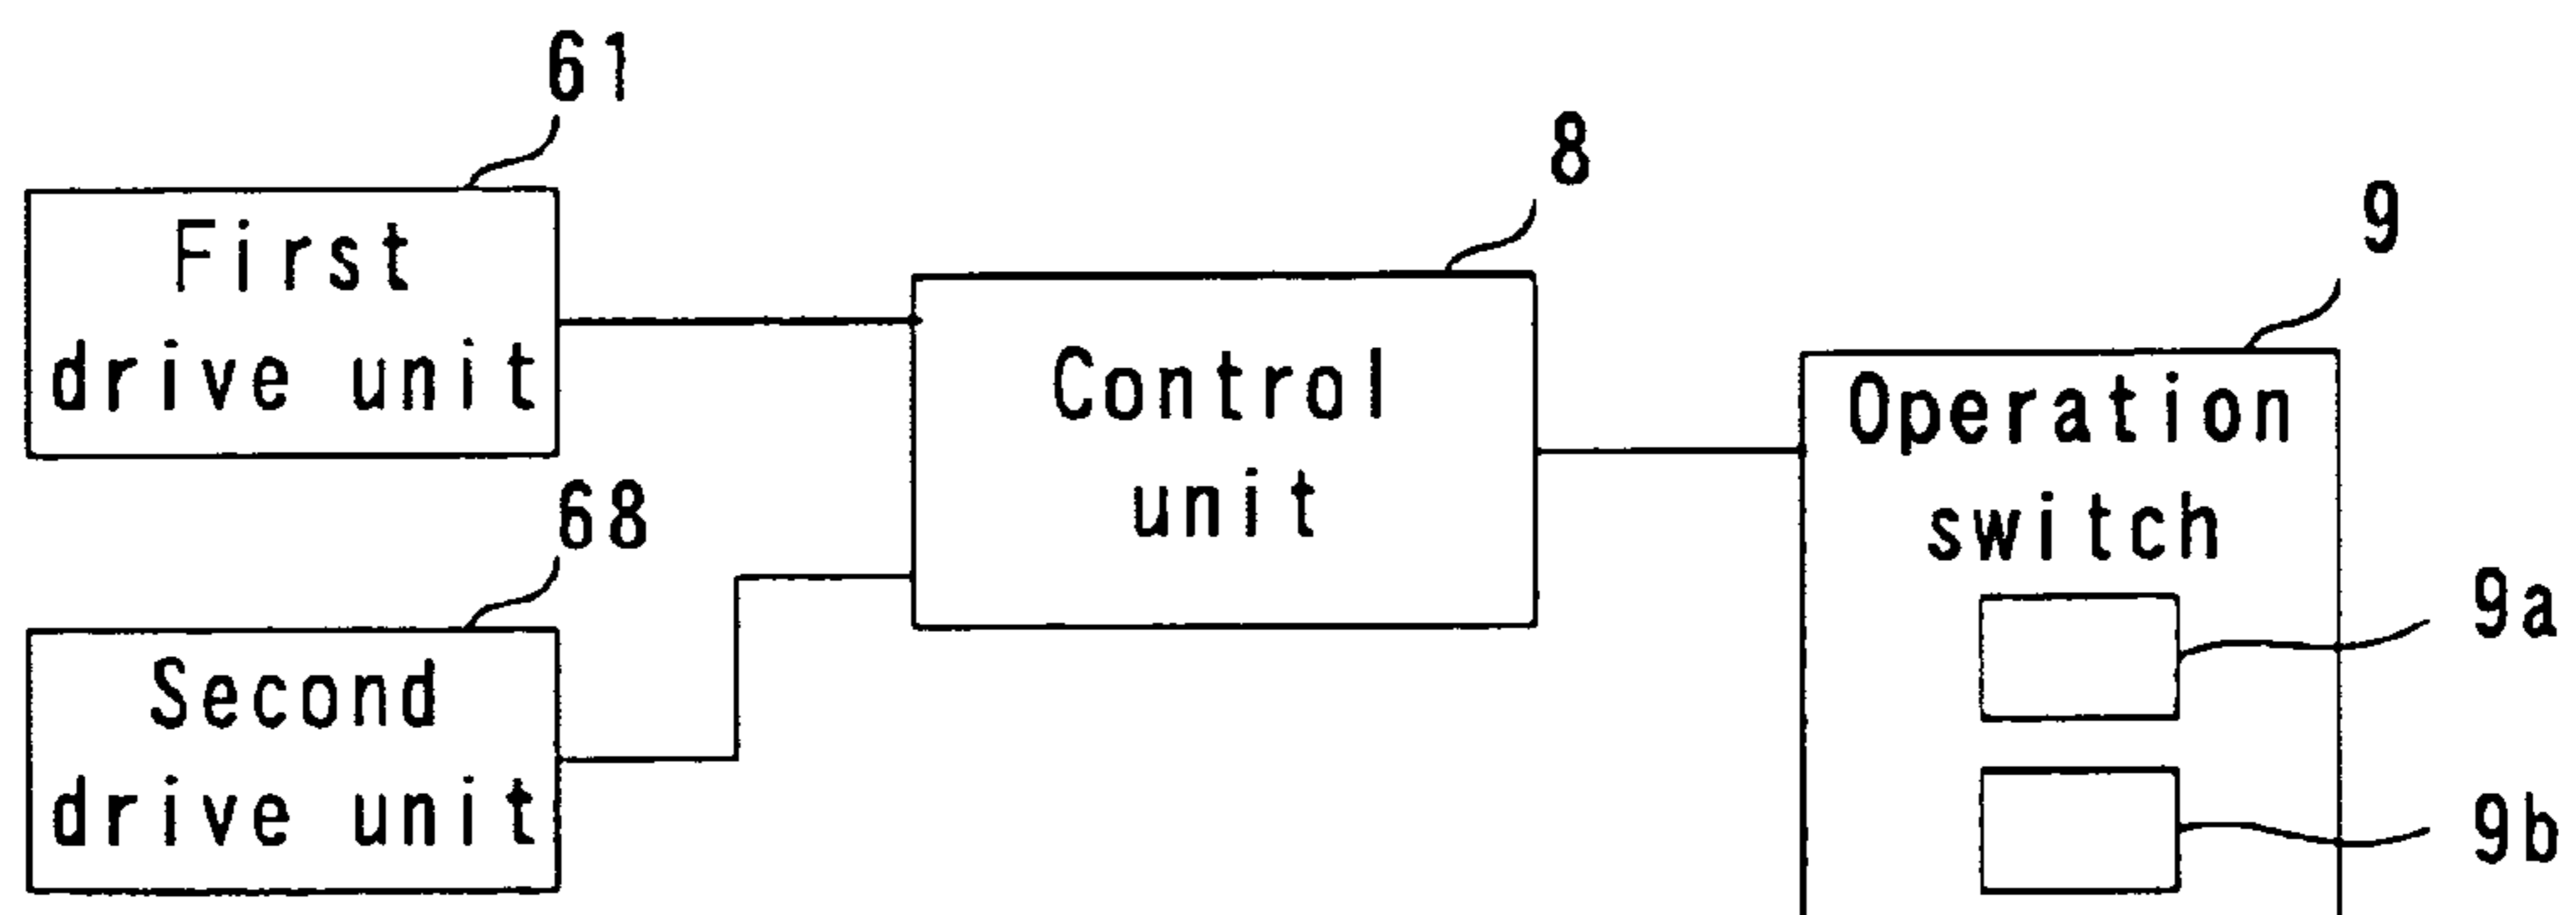 61
First
drive unit
8
Control
unit
9
Operation
switch
68
Second
drive unit
9a
9b